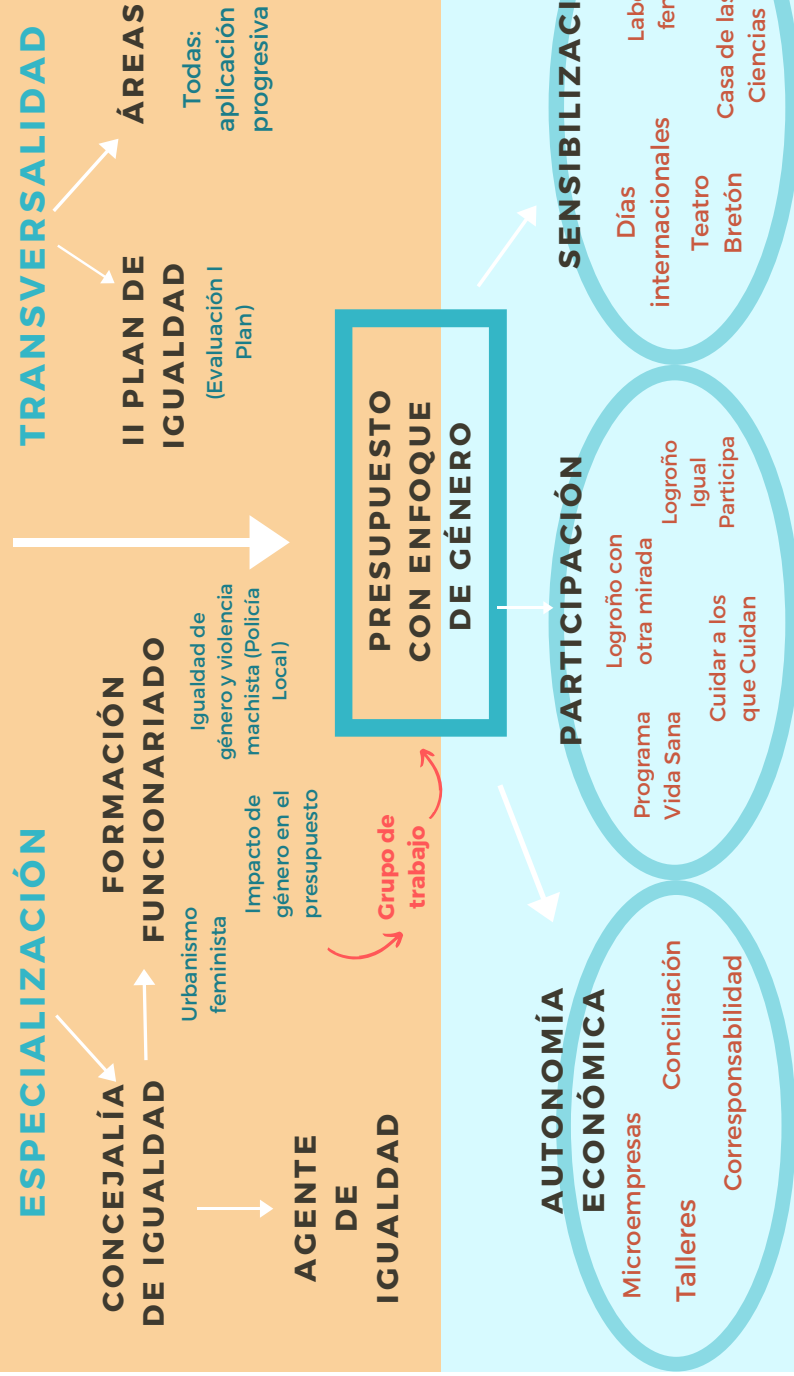 ESPECIALIZACIÓN
TRANSVERSALIDAD
CONCEJALÍA
DE IGUALDAD
FORMACIÓN
FUNCIONARIADO
II PLAN DE
IGUALDAD
(Evaluación I
Plan)
ÁREAS
Todas:
aplicación
progresiva
Urbanismo
feminista
Impacto de
género en el
presupuesto
Igualdad de
género y violencia
machista (Policía
Local)
AGENTE
DE
IGUALDAD
Grupo de
trabajo
PRESUPUESTO
CON ENFOQUE
DE GÉNERO
AUTONOMÍA
ECONÓMICA
Microempresas
Talleres
Conciliación
Corresponsabilidad
PARTICIPACIÓN
Programa
Vida Sana
Logroño con
otra mirada
Cuidar a los
que Cuidan
Logroño
Igual
Participa
SENSIBILIZACI
Días
internacionales
Teatro
Bretón
Casa de las
Ciencias